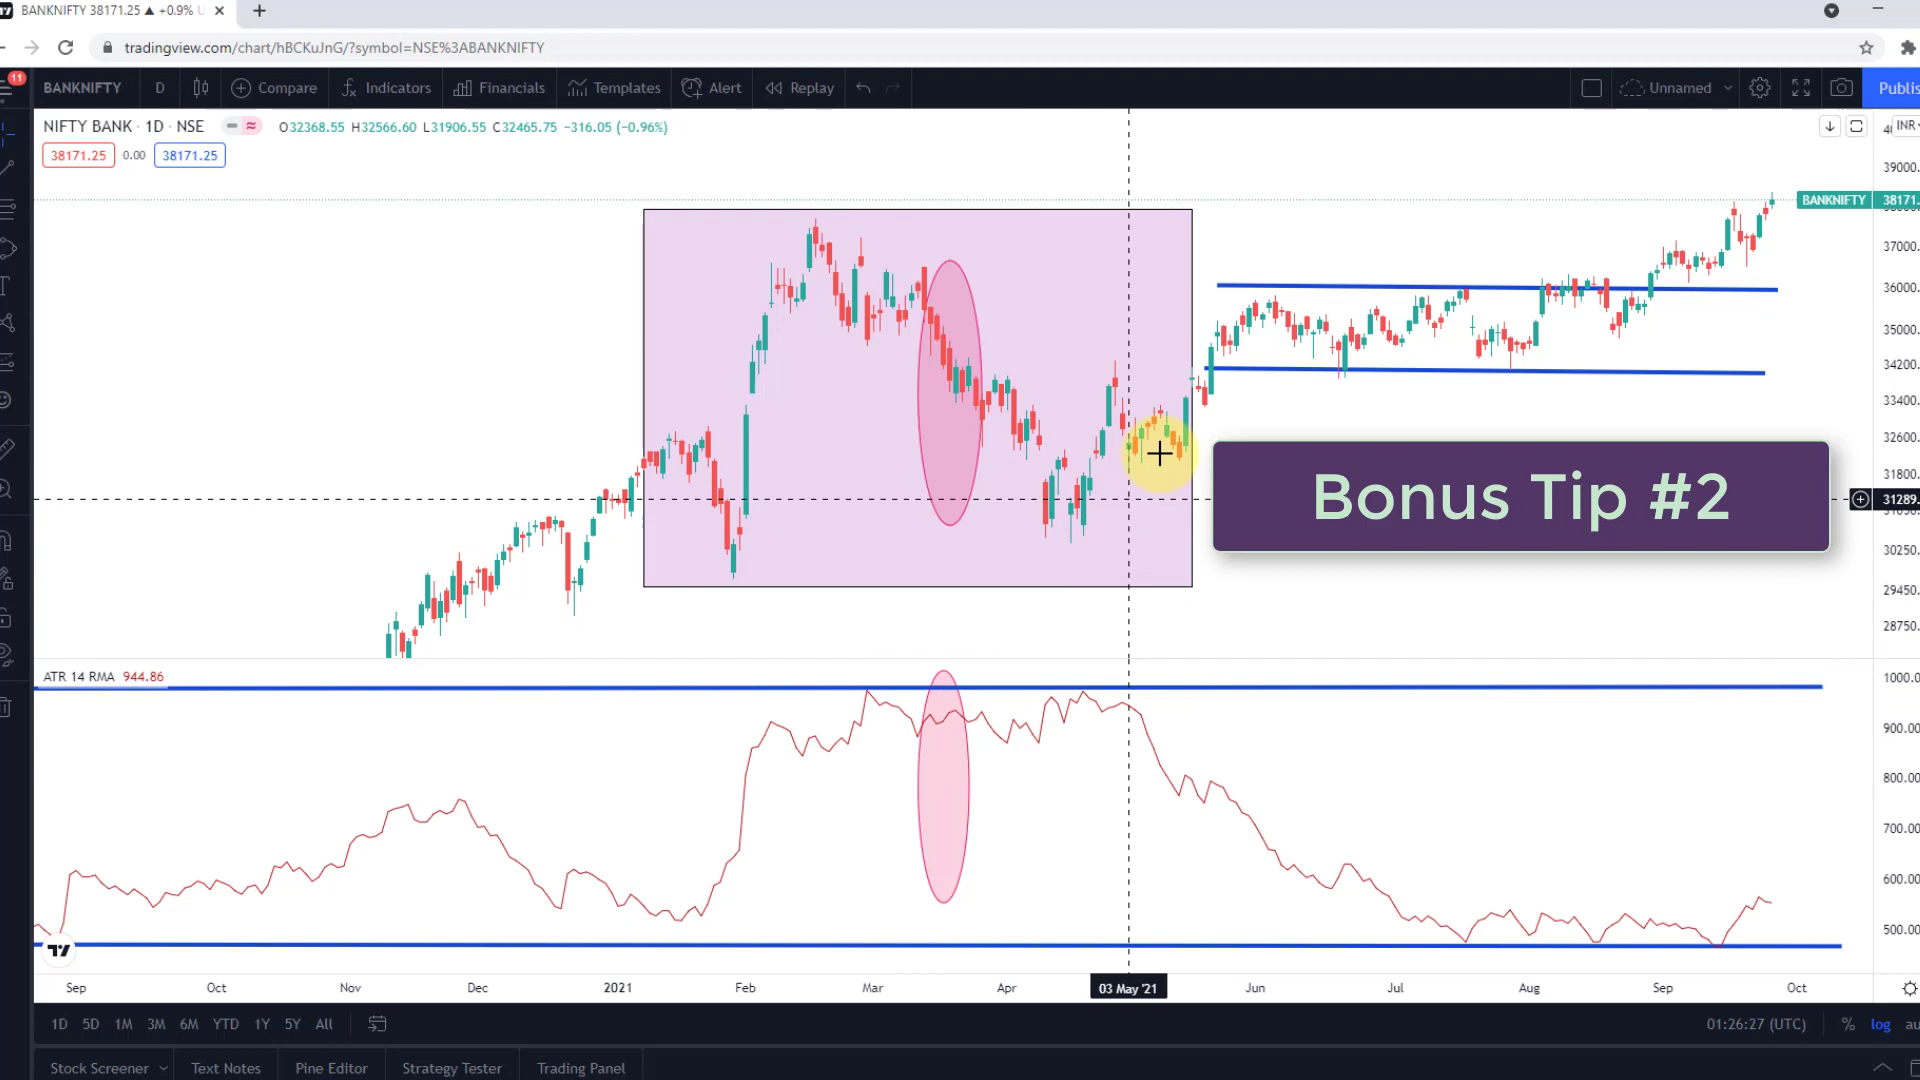 BANKNIFTY 38171.25 ▲ +0.9%
tradingview.com/chart/hBCKuJnG/?symbol=NSE%3ABANKNIFTY
11
BANKNIFTY D Compare Indicators Financials Templates Alert Replay Unnamed Publis
NIFTY BANK · 1D · NSE O32368.55 H32566.60 L31906.55 C32465.75 −316.05 (−0.96%)
INR
38171.25 0.00 38171.25
39000.
BANKNIFTY 38171.
37000.
36000.
35000.
34200.
33400.
32600.
31800.
Bonus Tip #2
31289.
30250.
29450.
28750.
ATR 14 RMA 944.86
1000.0
900.00
800.00
700.00
600.00
500.00
Sep Oct Nov Dec 2021 Feb Mar Apr 03 May '21 Jun Jul Aug Sep Oct
1D 5D 1M 3M 6M YTD 1Y 5Y All 01:26:27 (UTC) % log au
Stock Screener Text Notes Pine Editor Strategy Tester Trading Panel